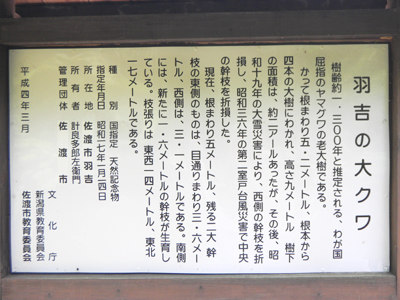 羽吉の大クワ
樹齢約一・三〇〇年と推定される、わが国
屈指のヤマグワの老大樹である。
かって根まわり五・二メートル、根本から
四本の大樹にわかれ、高さ九メートル 樹下
の面積は、約二アールあったが、その後、昭
和十九年の大雪災害により、西側の幹枝を折
損し、昭和三六年の第二室戸台風災害で中央
の幹枝を折損した。
現在、根まわり五メートル、残る二大 幹
枝の東側のものは、目通りまわり三・六メー
トル、西側は、三・一メートルである。南側
には、新たに一・六メートルの幹枝が生育し
ている。枝張りは 東西一四メートル、東北
一七メートルである。
種別 国指定 天然記念物
指定年月日 昭和一七年一月二四日
所在地 佐渡市羽吉
所有者 計良多郎左衛門
管理団体 佐渡市
文化庁
新潟県教育委員会
佐渡市教育委員会
平成四年三月